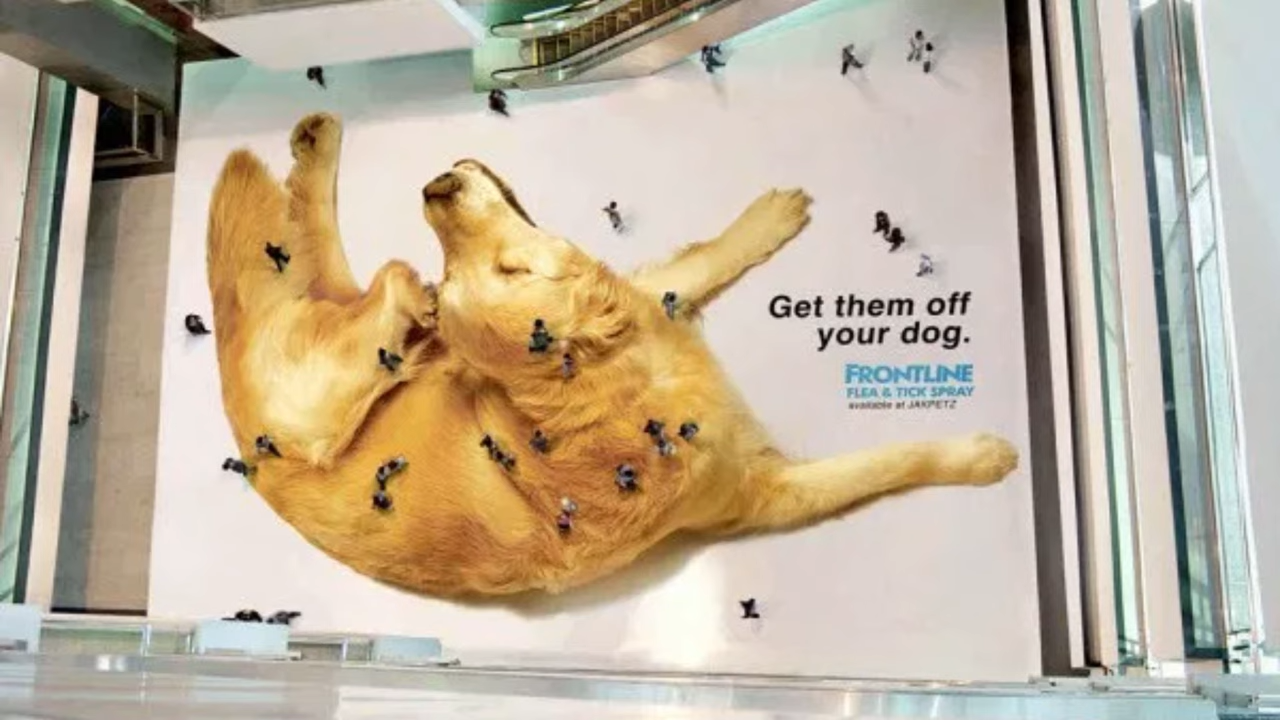 Get them off
your dog.
FRONTLINE
FLEA & TICK SPRAY
available at JAKPETZ